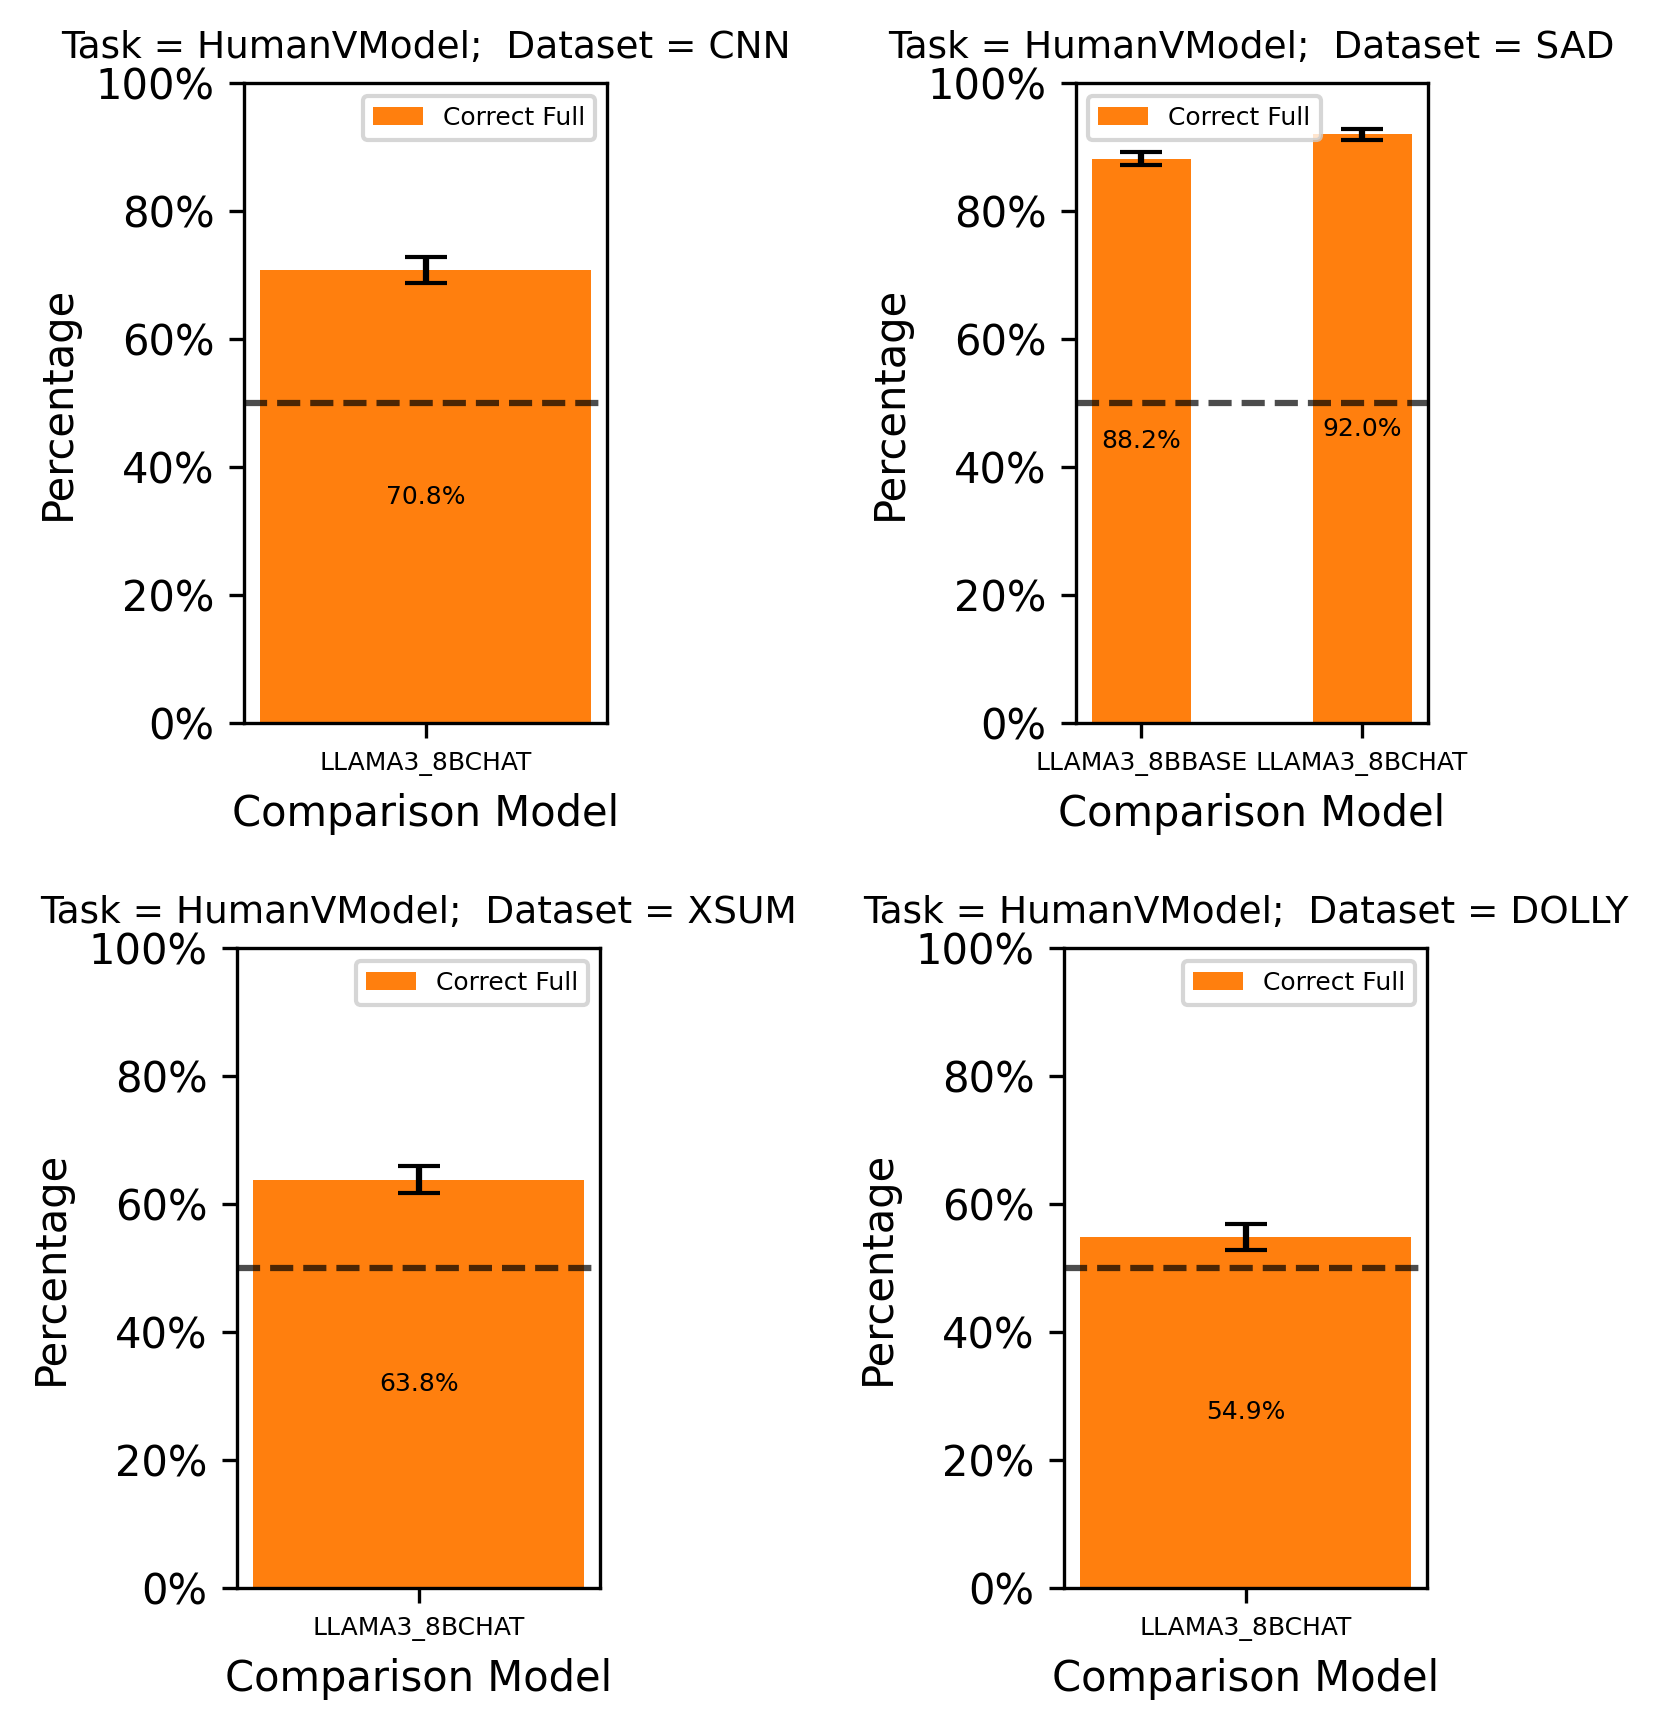 Task = HumanVModel;  Dataset = CNN
100%
80%
60%
40%
20%
0%
Percentage
Correct Full
70.8%
LLAMA3_8BCHAT
Comparison Model
Task = HumanVModel;  Dataset = SAD
100%
80%
60%
40%
20%
0%
Percentage
Correct Full
88.2%
92.0%
LLAMA3_8BBASE LLAMA3_8BCHAT
Comparison Model
Task = HumanVModel;  Dataset = XSUM
100%
80%
60%
40%
20%
0%
Percentage
Correct Full
63.8%
LLAMA3_8BCHAT
Comparison Model
Task = HumanVModel;  Dataset = DOLLY
100%
80%
60%
40%
20%
0%
Percentage
Correct Full
54.9%
LLAMA3_8BCHAT
Comparison Model